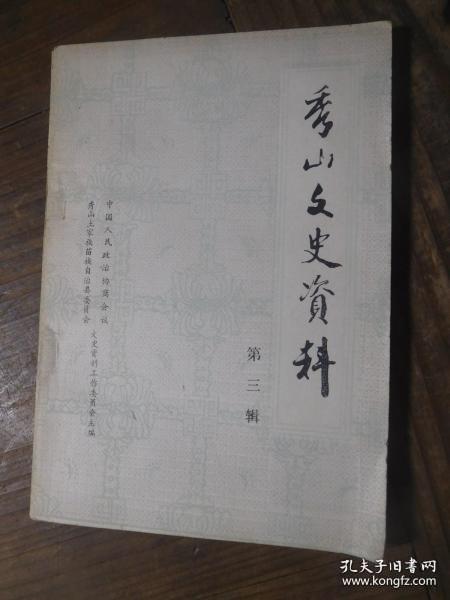 秀山文史資料
第三辑
中国人民政治协商会议
秀山土家族苗族自治县委员会
文史资料工作委员会主编
孔夫子旧书网
www.kongfz.com